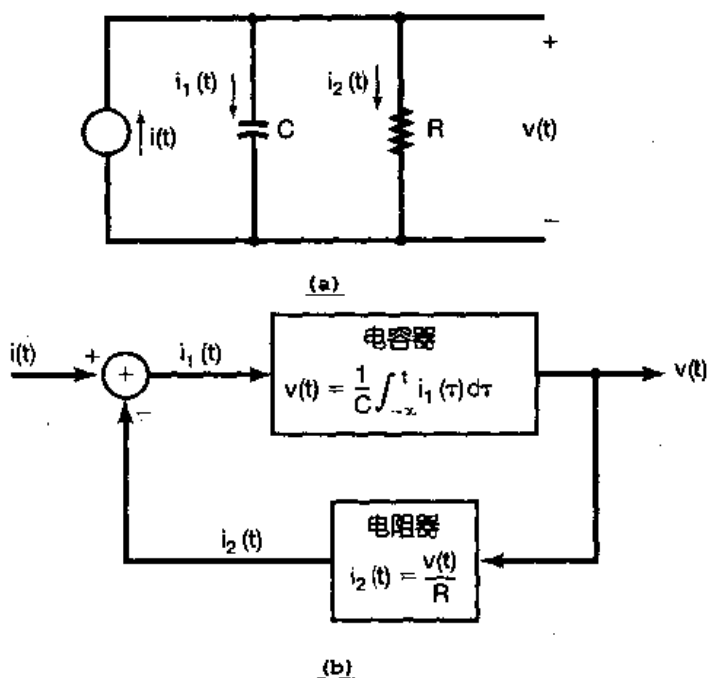 i₁(t)
i₂(t)
+
i(t)
C
R
v(t)
−
(a)
电容器
i(t)
+
+
i₁(t)
v(t) = 1/C ∫₋∞ᵗ i₁(τ)dτ
v(t)
−
电阻器
i₂(t)
i₂(t) = v(t)/R
(b)